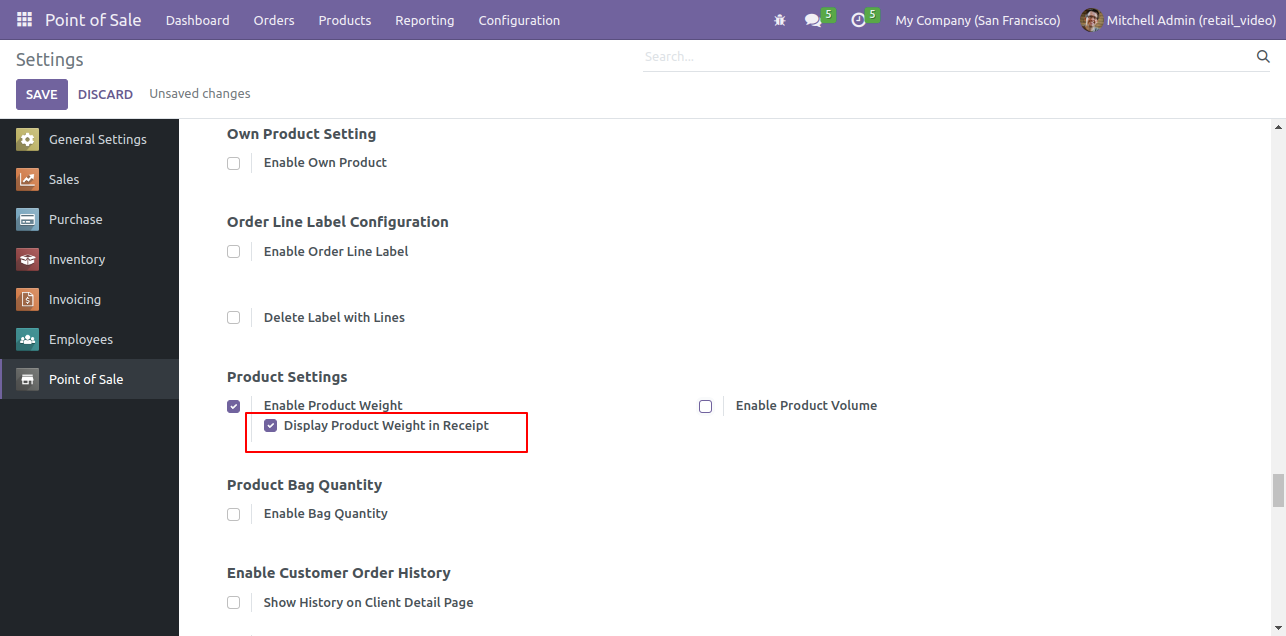 Point of Sale Dashboard Orders Products Reporting Configuration 5 5 My Company (San Francisco) Mitchell Admin (retail_video)
Settings
Search...
SAVE DISCARD Unsaved changes
General Settings
Sales
Purchase
Inventory
Invoicing
Employees
Point of Sale
Own Product Setting
Enable Own Product
Order Line Label Configuration
Enable Order Line Label
Delete Label with Lines
Product Settings
Enable Product Weight Enable Product Volume
Display Product Weight in Receipt
Product Bag Quantity
Enable Bag Quantity
Enable Customer Order History
Show History on Client Detail Page